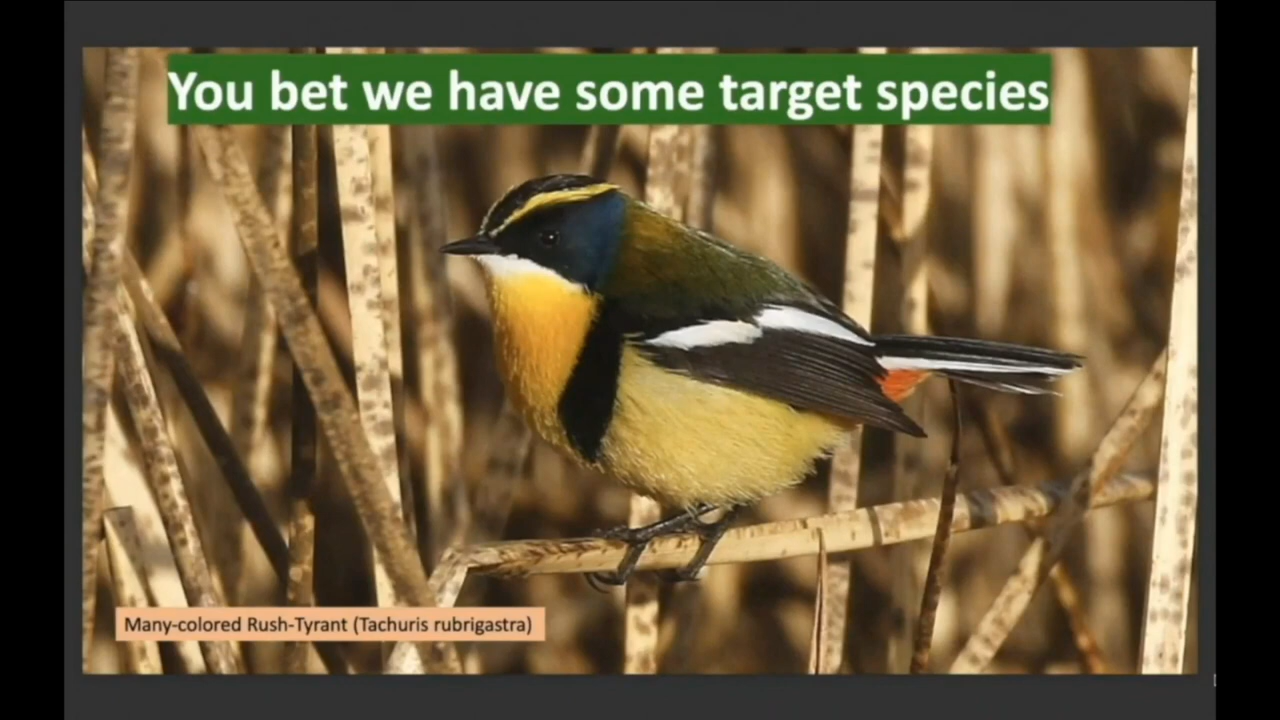 You bet we have some target species
Many-colored Rush-Tyrant (Tachuris rubrigastra)